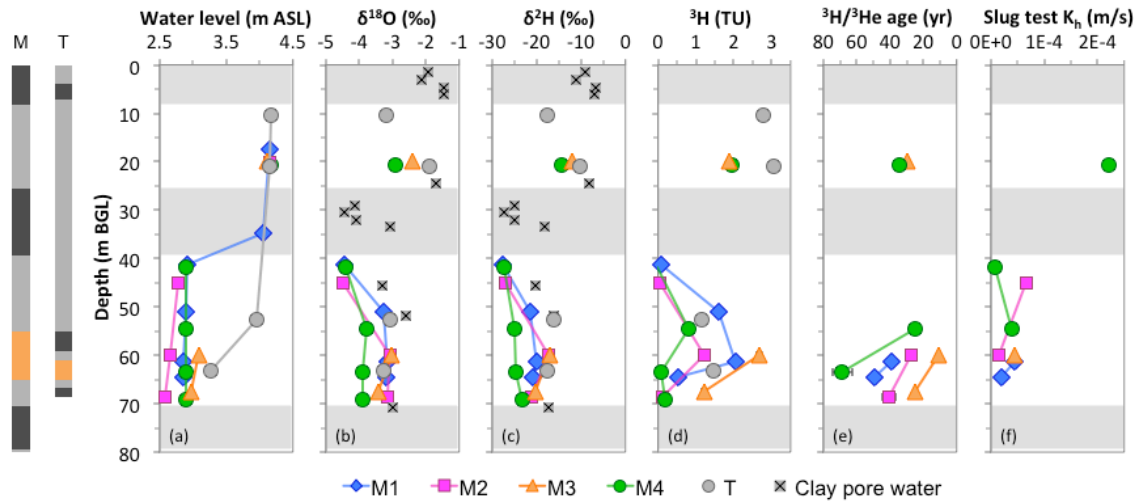 Water level (m ASL) δ¹⁸O (‰) δ²H (‰) ³H (TU) ³H/³He age (yr) Slug test Kₕ (m/s)
M T
2.5 3.5 4.5 -5 -4 -3 -2 -1 -30 -20 -10 0 0 1 2 3 80 60 40 20 0 0E+0 1E-4 2E-4
Depth (m BGL)
0
10
20
30
40
50
60
70
80
(a) (b) (c) (d) (e) (f)
M1 M2 M3 M4 T Clay pore water